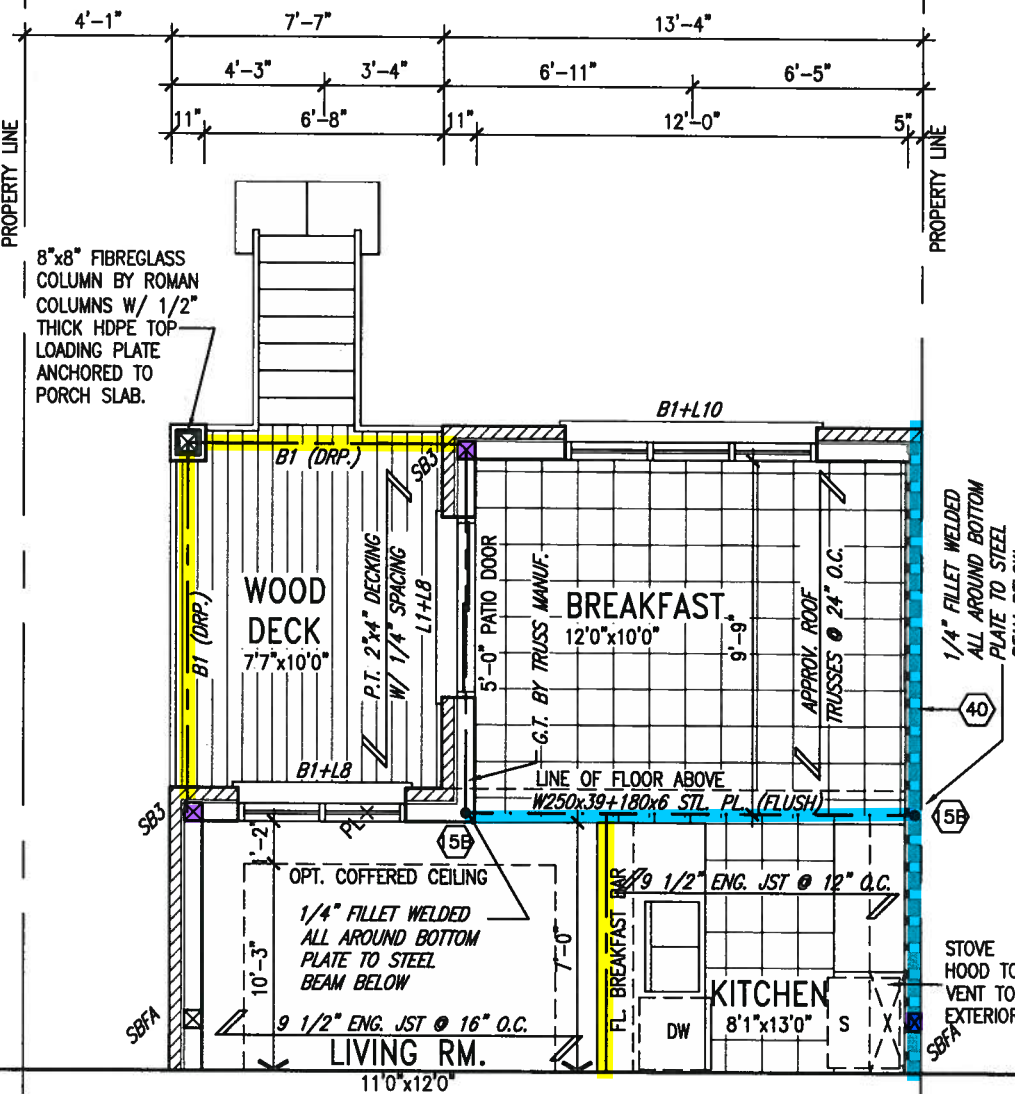 4'-1"
7'-7"
13'-4"
4'-3"
3'-4"
6'-11"
6'-5"
11"
6'-8"
11"
12'-0"
5"
PROPERTY LINE
PROPERTY LINE
8"x8" FIBREGLASS
COLUMN BY ROMAN
COLUMNS W/ 1/2"
THICK HDPE TOP
LOADING PLATE
ANCHORED TO
PORCH SLAB.
B1+L10
B1 (DRP.)
SB3
B1 (DRP.)
WOOD
DECK
7'7"x10'0"
P.T. 2"x4" DECKING
W/ 1/4" SPACING
L1+L8
5'-0" PATIO DOOR
G.T. BY TRUSS MANUF.
BREAKFAST
12'0"x10'0"
9'-9"
APPROV. ROOF
TRUSSES @ 24" O.C.
1/4" FILLET WELDED
ALL AROUND BOTTOM
PLATE TO STEEL
40
B1+L8
LINE OF FLOOR ABOVE
W250x39+180x6 STL. PL. (FLUSH)
SB3
PL
15B
15B
1'-2"
OPT. COFFERED CEILING
1/4" FILLET WELDED
ALL AROUND BOTTOM
PLATE TO STEEL
BEAM BELOW
10'-3"
7'-0"
FL BREAKFAST BAR
9 1/2" ENG. JST @ 12" O.C.
KITCHEN
8'1"x13'0"
DW
S
STOVE
HOOD TO
VENT TO
EXTERIOR
SBFA
SBFA
9 1/2" ENG. JST @ 16" O.C.
LIVING RM.
11'0"x12'0"